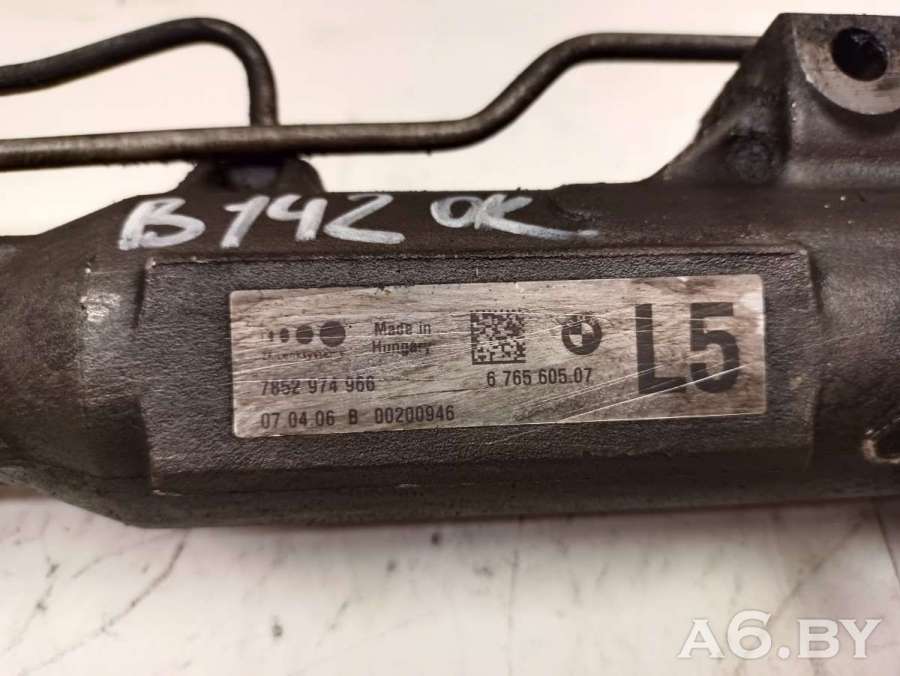 B142 OK
Made in
Hungary
7852 974 966
6 765 605.07
07.04.06 B 00200946
L5
A6.BY